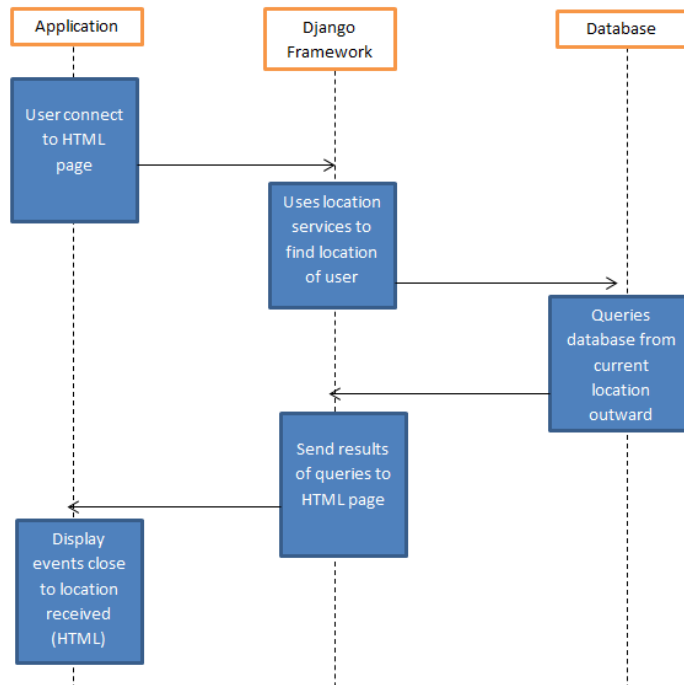 Application
Django
Framework
Database
User connect
to HTML
page
Uses location
services to
find location
of user
Queries
database from
current
location
outward
Send results
of queries to
HTML page
Display
events close
to location
received
(HTML)